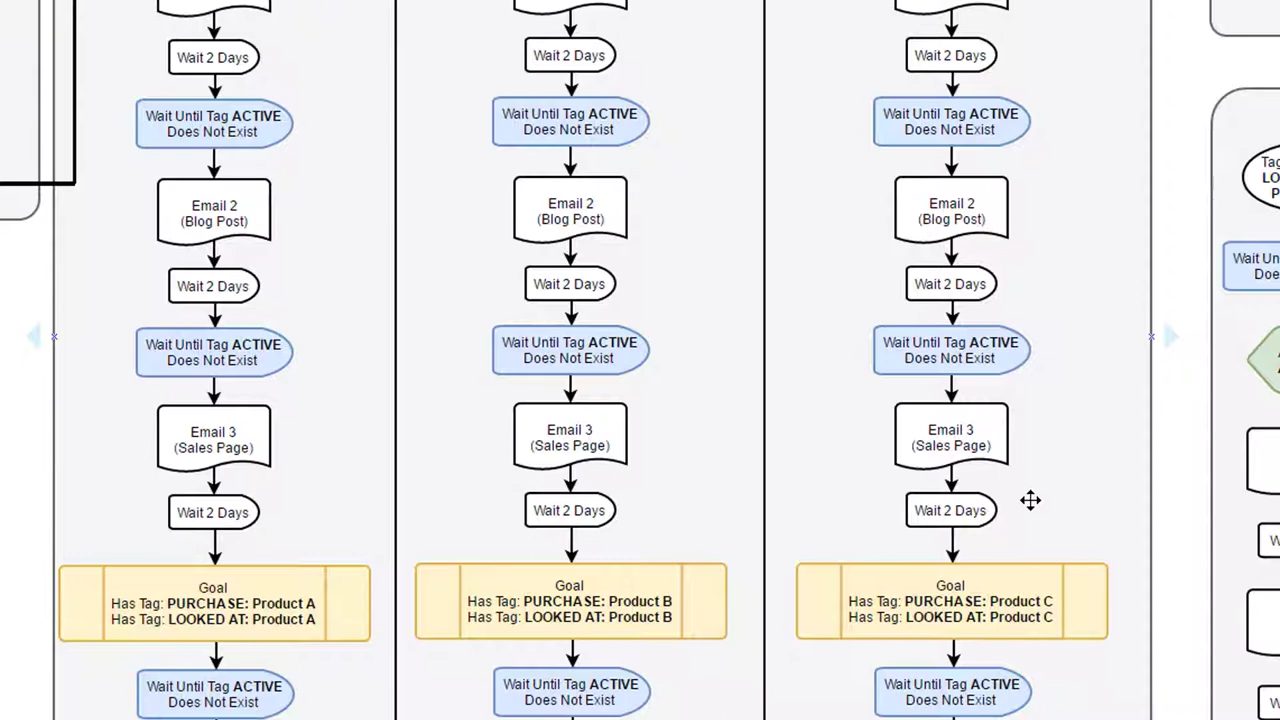 Wait 2 Days
Wait Until Tag ACTIVE
Does Not Exist
Email 2
(Blog Post)
Wait 2 Days
Wait Until Tag ACTIVE
Does Not Exist
Email 3
(Sales Page)
Wait 2 Days
Goal
Has Tag: PURCHASE: Product A
Has Tag: LOOKED AT: Product A
Wait Until Tag ACTIVE
Does Not Exist
Wait 2 Days
Wait Until Tag ACTIVE
Does Not Exist
Email 2
(Blog Post)
Wait 2 Days
Wait Until Tag ACTIVE
Does Not Exist
Email 3
(Sales Page)
Wait 2 Days
Goal
Has Tag: PURCHASE: Product B
Has Tag: LOOKED AT: Product B
Wait Until Tag ACTIVE
Does Not Exist
Wait 2 Days
Wait Until Tag ACTIVE
Does Not Exist
Email 2
(Blog Post)
Wait 2 Days
Wait Until Tag ACTIVE
Does Not Exist
Email 3
(Sales Page)
Wait 2 Days
Goal
Has Tag: PURCHASE: Product C
Has Tag: LOOKED AT: Product C
Wait Until Tag ACTIVE
Does Not Exist
Tag
LO
P
Wait Un
Doe
W
W